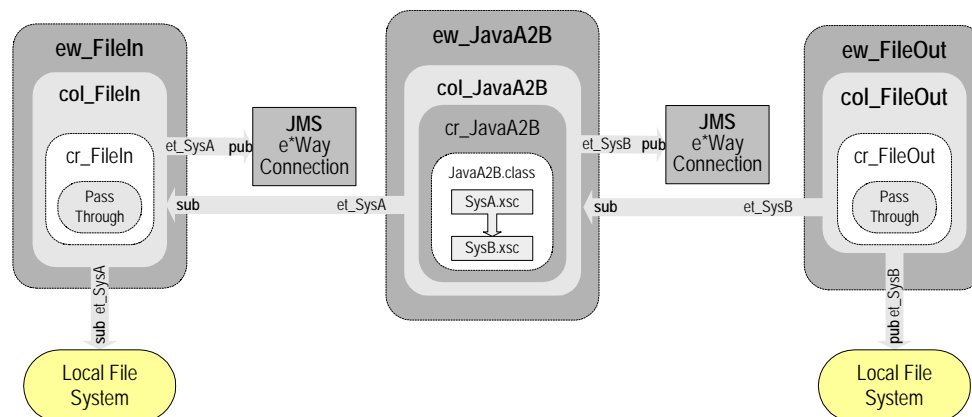 ew_FileIn
col_FileIn
cr_FileIn
Pass
Through
et_SysA pub
JMS
e*Way
Connection
sub et_SysA
sub et_SysA
Local File
System
ew_JavaA2B
col_JavaA2B
cr_JavaA2B
JavaA2B.class
SysA.xsc
SysB.xsc
et_SysB pub
JMS
e*Way
Connection
sub et_SysB
ew_FileOut
col_FileOut
cr_FileOut
Pass
Through
pub et_SysB
Local File
System